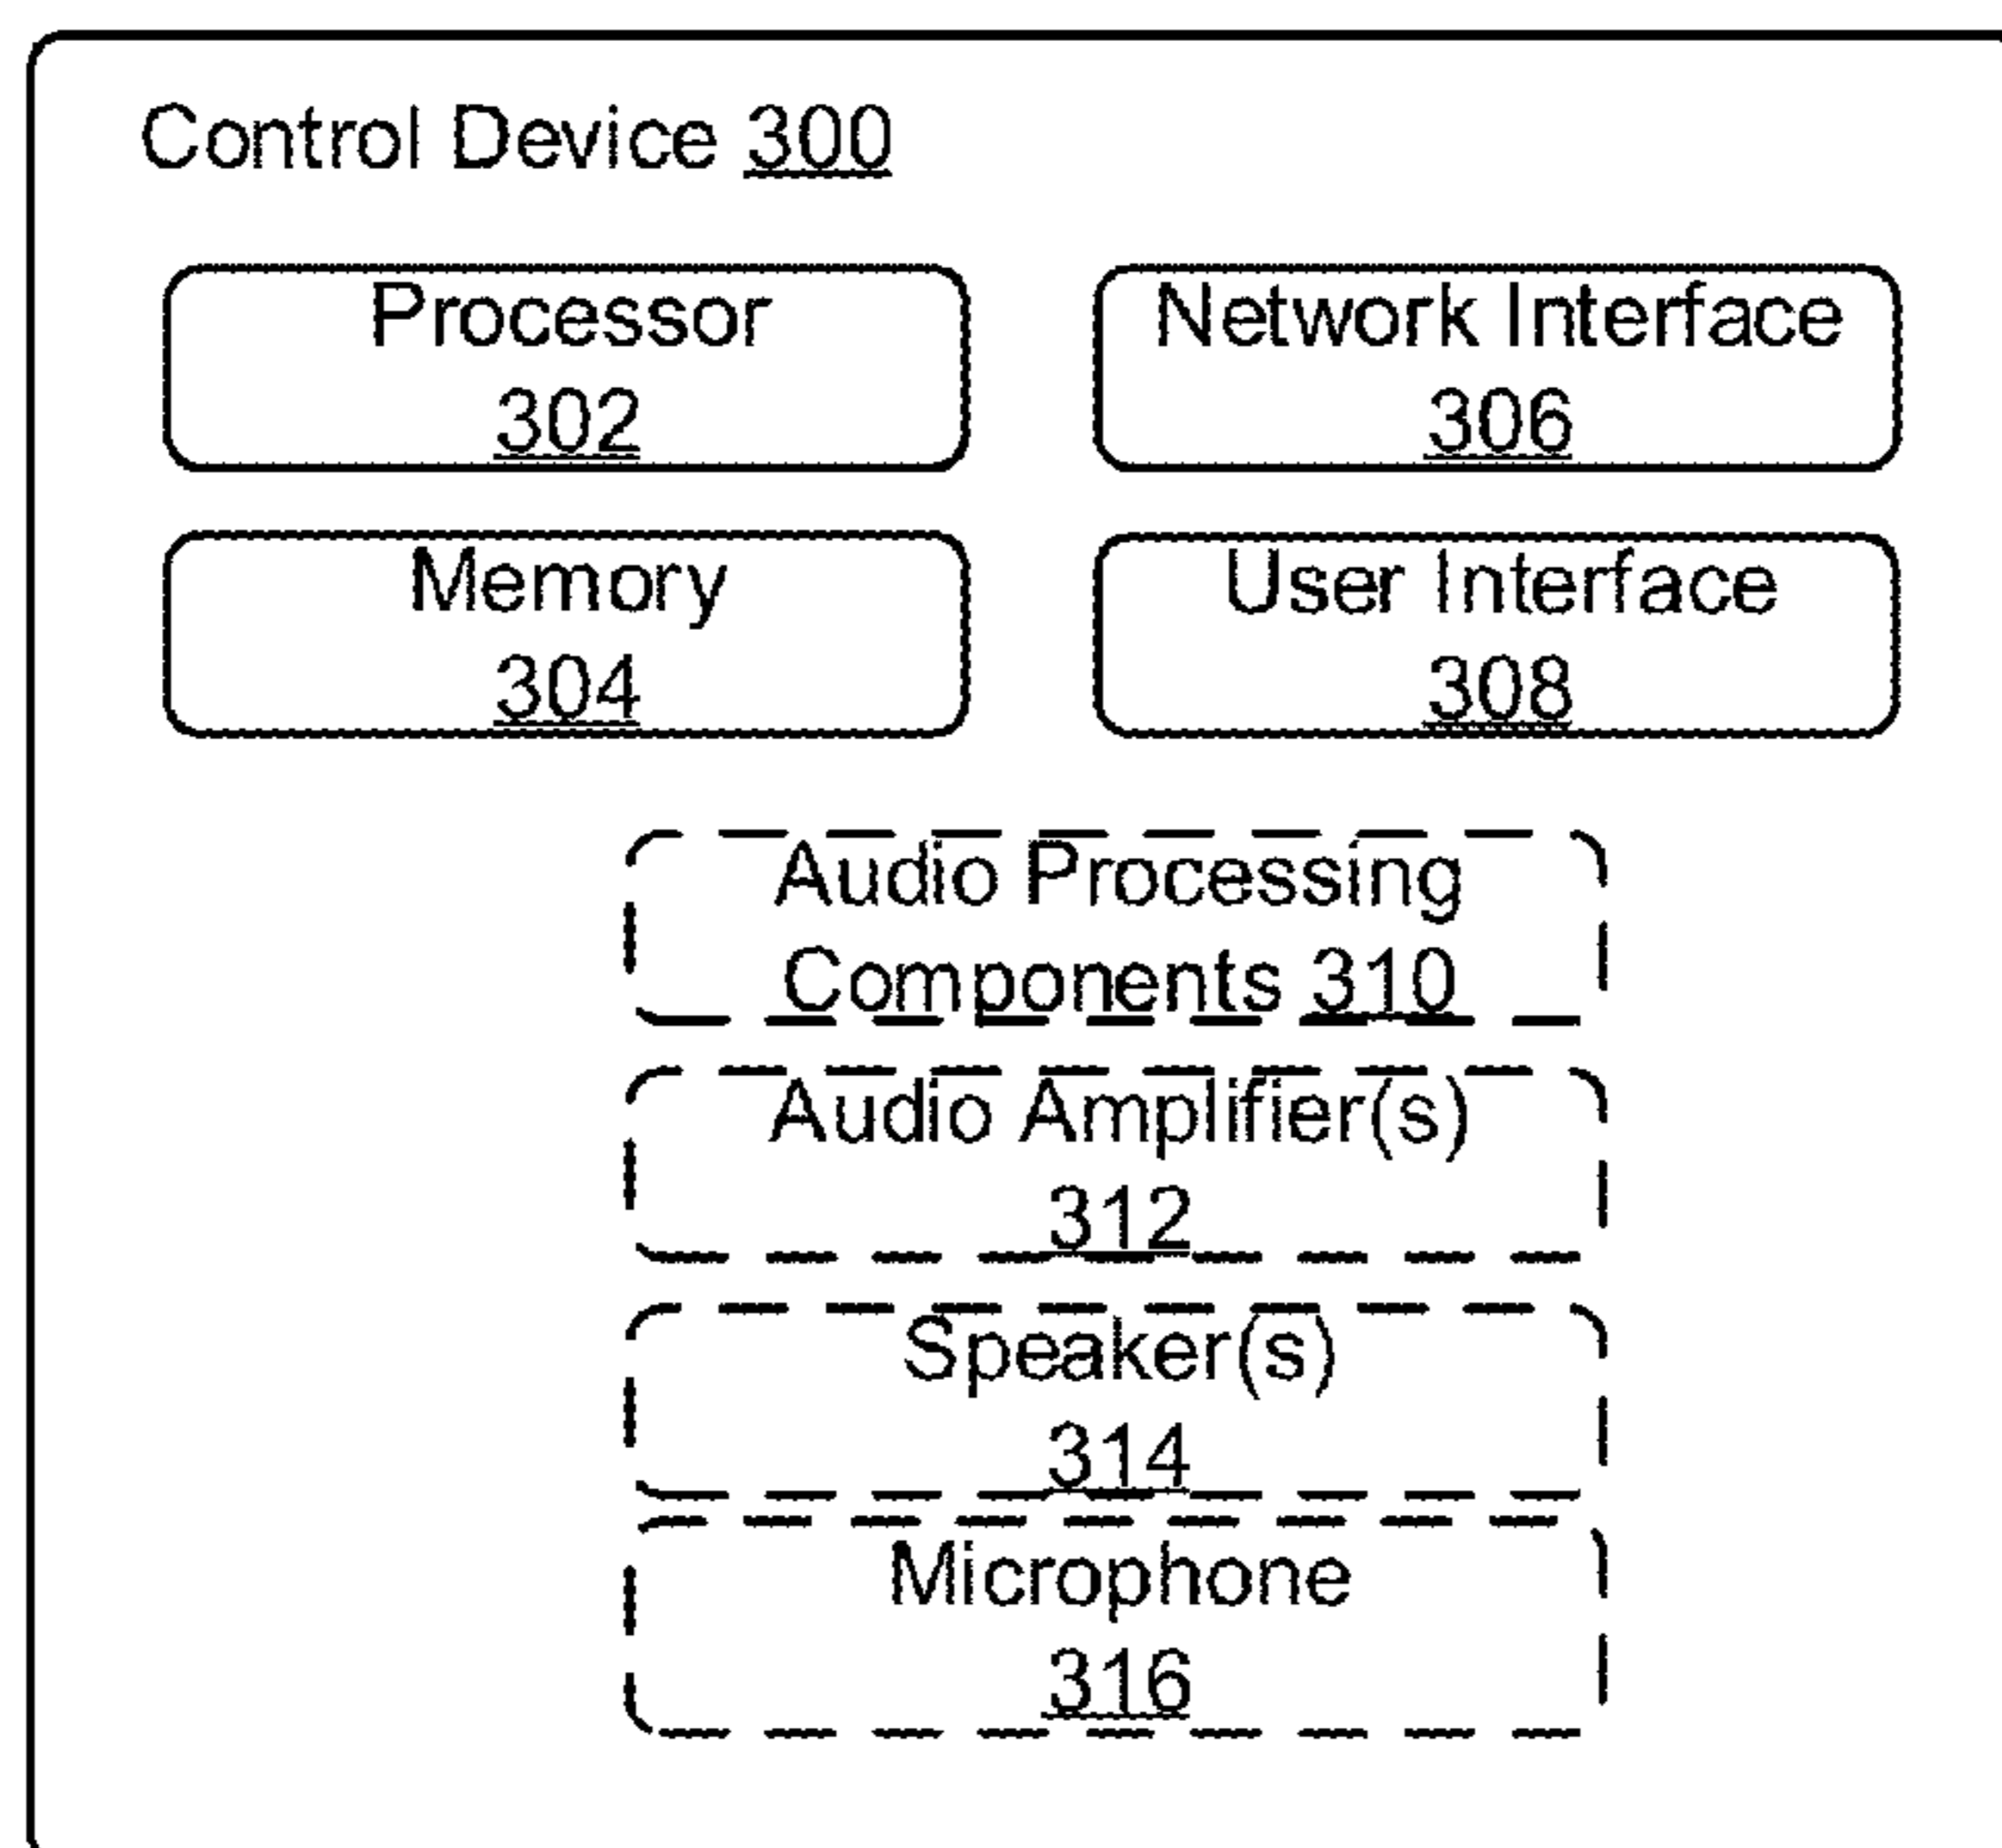 Control Device 300
Processor
302
Network Interface
306
Memory
304
User Interface
308
Audio Processing
Components 310
Audio Amplifier(s)
312
Speaker(s)
314
Microphone
316